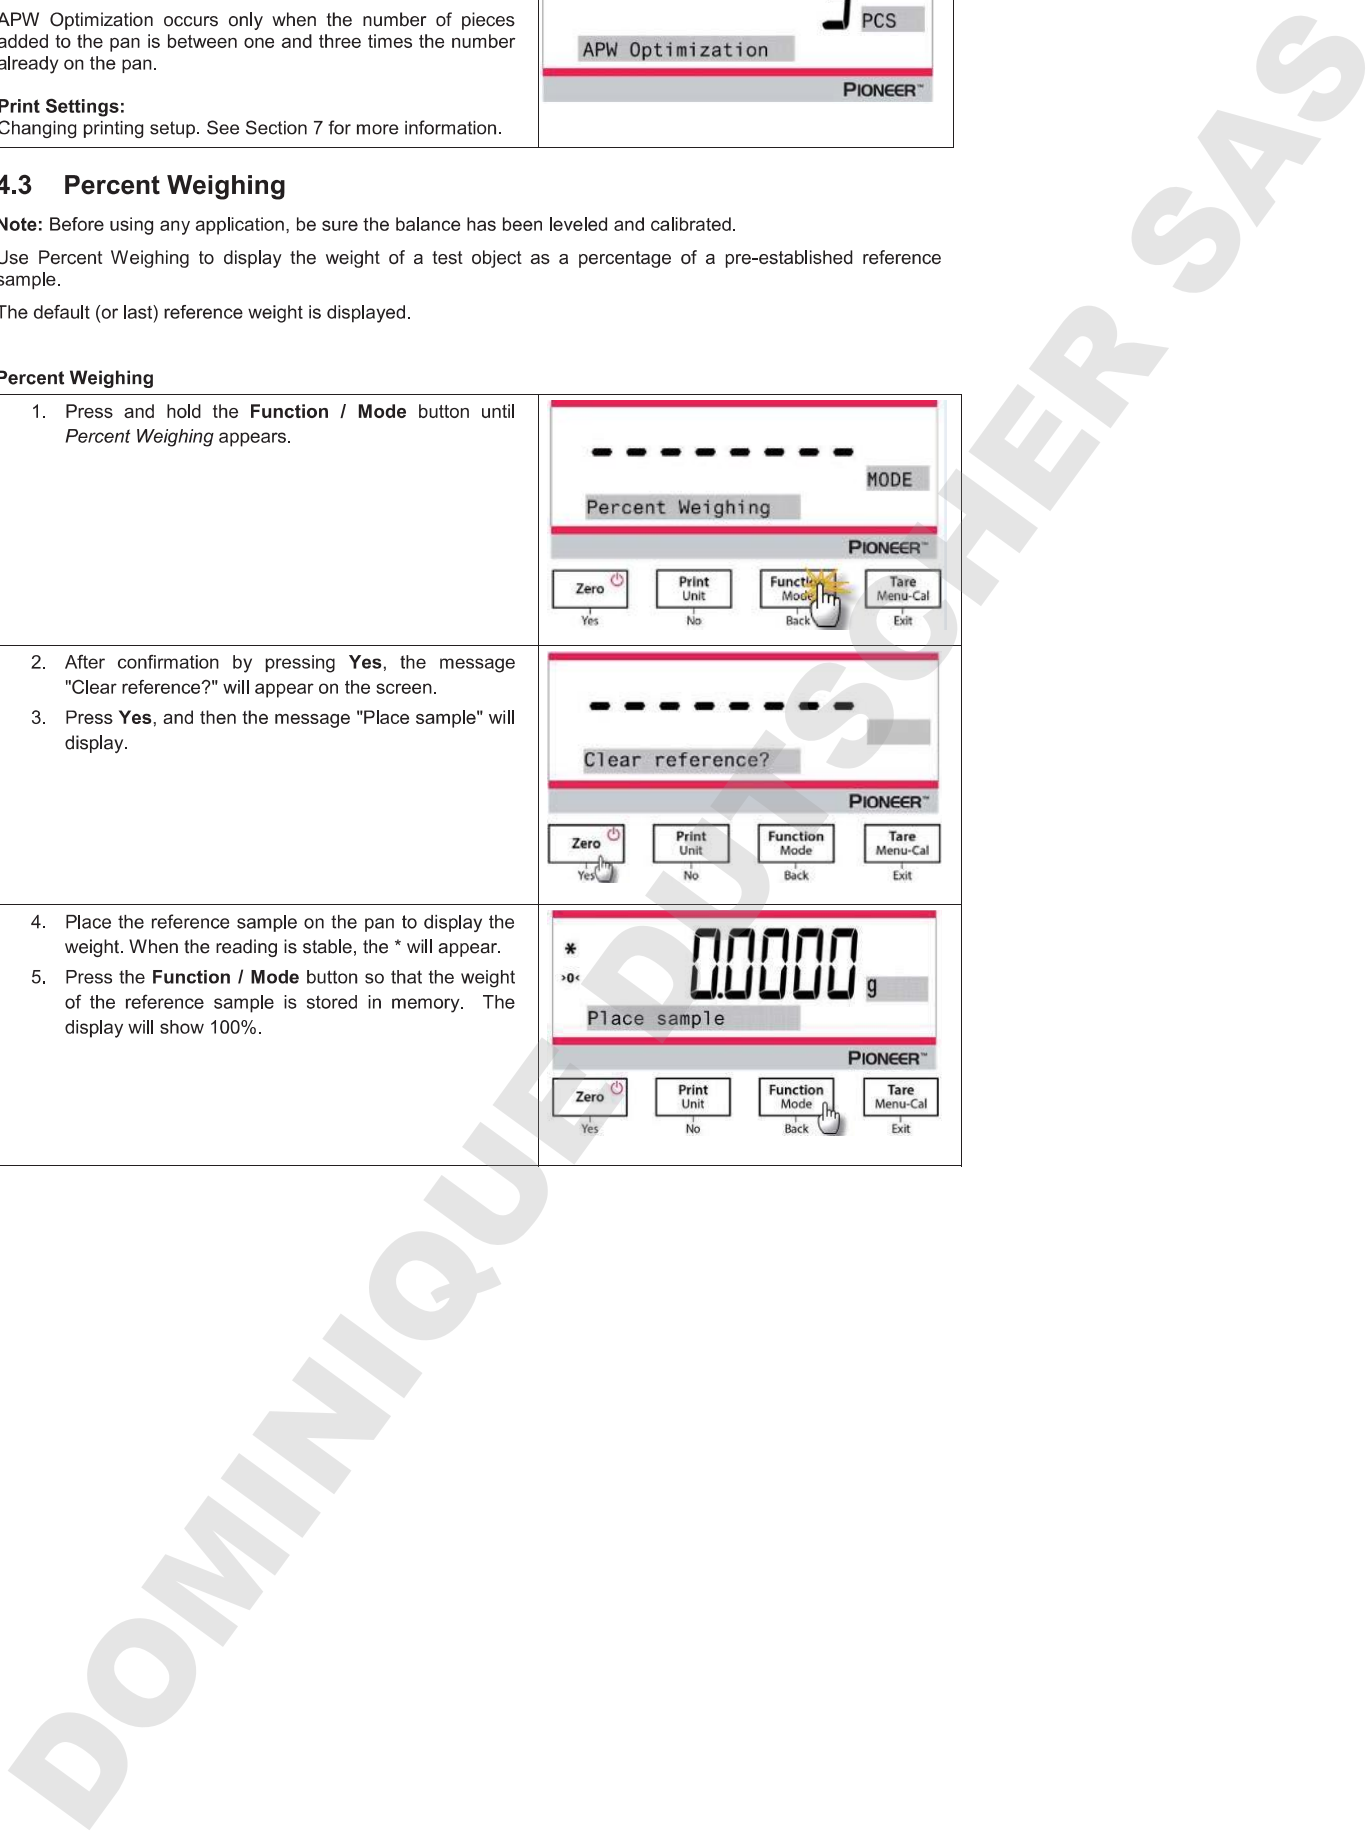 APW Optimization occurs only when the number of pieces
added to the pan is between one and three times the number
already on the pan.
Print Settings:
Changing printing setup. See Section 7 for more information.
PCS
APW Optimization
PIONEER™
4.3 Percent Weighing
Note: Before using any application, be sure the balance has been leveled and calibrated.
Use Percent Weighing to display the weight of a test object as a percentage of a pre-established reference
sample.
The default (or last) reference weight is displayed.
Percent Weighing
1. Press and hold the Function / Mode button until
Percent Weighing appears.
--------
MODE
Percent Weighing
PIONEER™
Zero Print Function Tare
Unit Mode Menu-Cal
Yes No Back Exit
2. After confirmation by pressing Yes, the message
"Clear reference?" will appear on the screen.
3. Press Yes, and then the message "Place sample" will
display.
--------
Clear reference?
PIONEER™
Zero Print Function Tare
Unit Mode Menu-Cal
Yes No Back Exit
4. Place the reference sample on the pan to display the
weight. When the reading is stable, the * will appear.
5. Press the Function / Mode button so that the weight
of the reference sample is stored in memory. The
display will show 100%.
* 0.0000 g
>0<
Place sample
PIONEER™
Zero Print Function Tare
Unit Mode Menu-Cal
Yes No Back Exit
DOMINIQUE DUTSCHER SAS